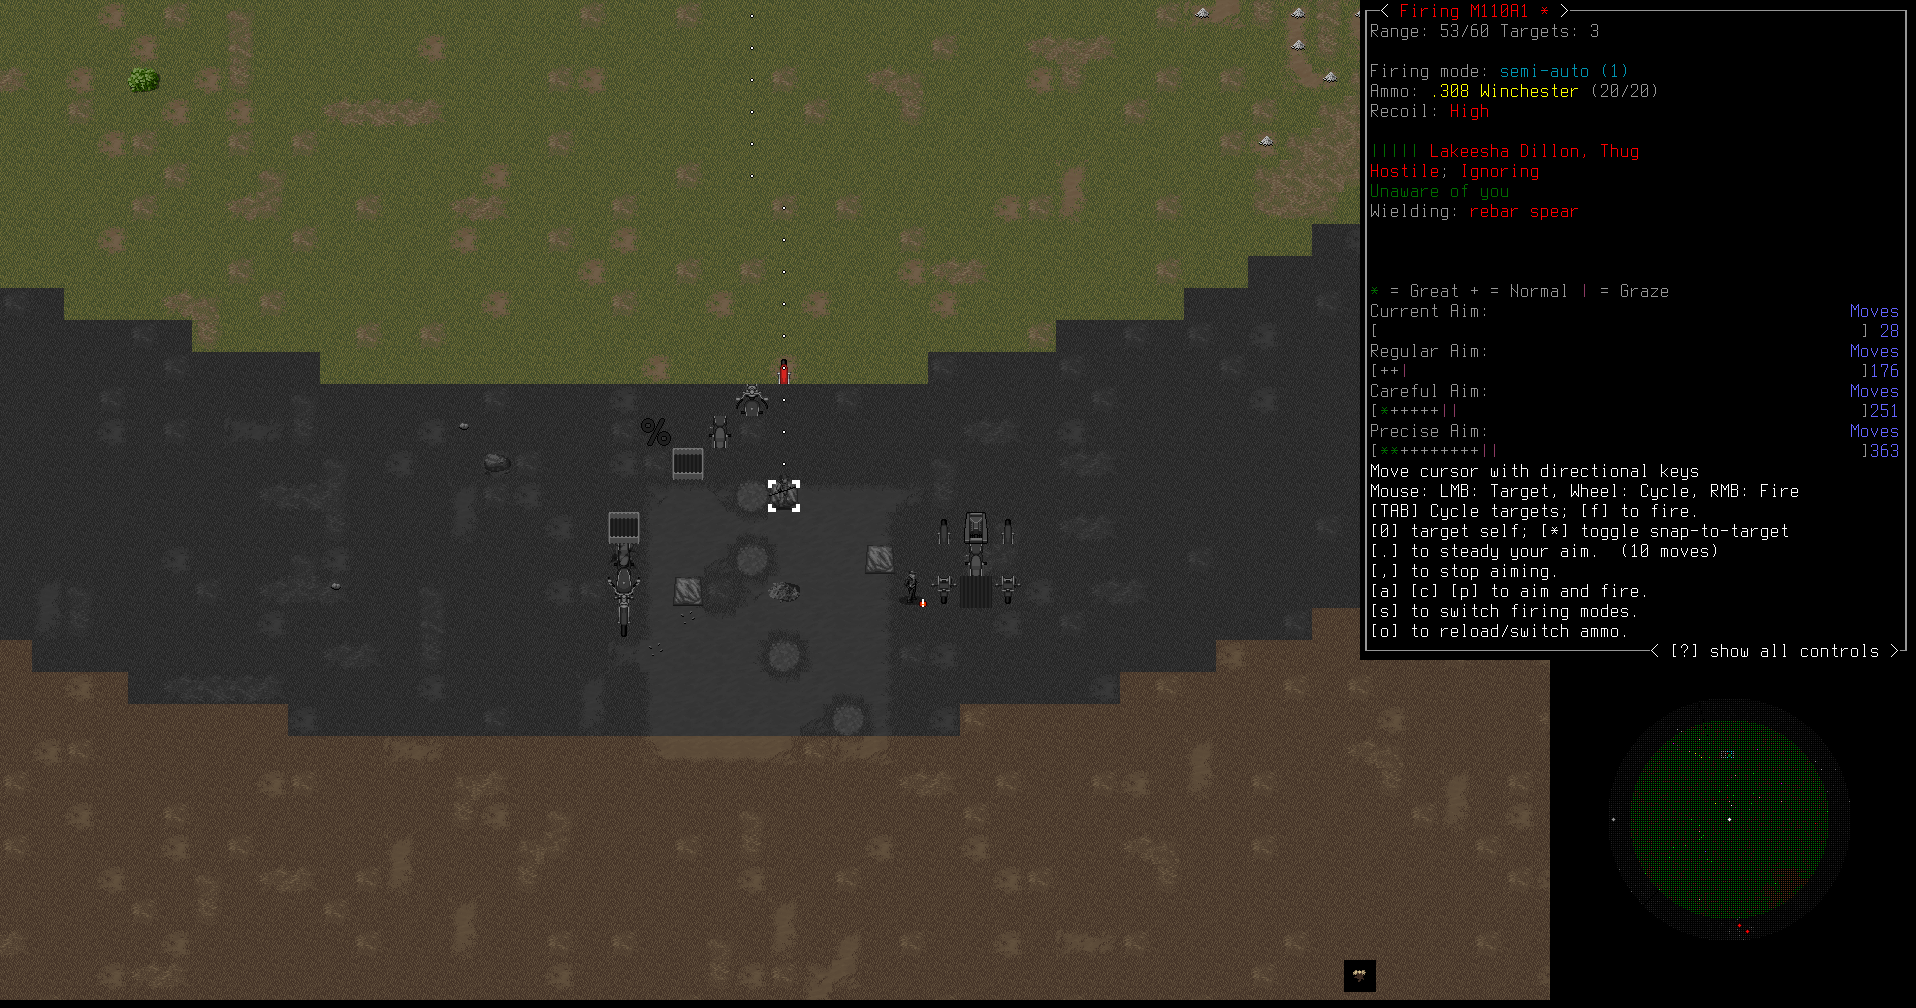 < Firing M110A1 * >
Range: 53/60 Targets: 3
Firing mode: semi-auto (1)
Ammo: .308 Winchester (20/20)
Recoil: High
||||| Lakeesha Dillon, Thug
Hostile; Ignoring
Unaware of you
Wielding: rebar spear
* = Great + = Normal | = Graze
Current Aim: Moves
[ ] 28
Regular Aim: Moves
[++| ]176
Careful Aim: Moves
[*+++++|| ]251
Precise Aim: Moves
[**+++++++++|| ]363
Move cursor with directional keys
Mouse: LMB: Target, Wheel: Cycle, RMB: Fire
[TAB] Cycle targets; [f] to fire.
[0] target self; [*] toggle snap-to-target
[.] to steady your aim. (10 moves)
[,] to stop aiming.
[a] [c] [p] to aim and fire.
[s] to switch firing modes.
[o] to reload/switch ammo.
< [?] show all controls >
%